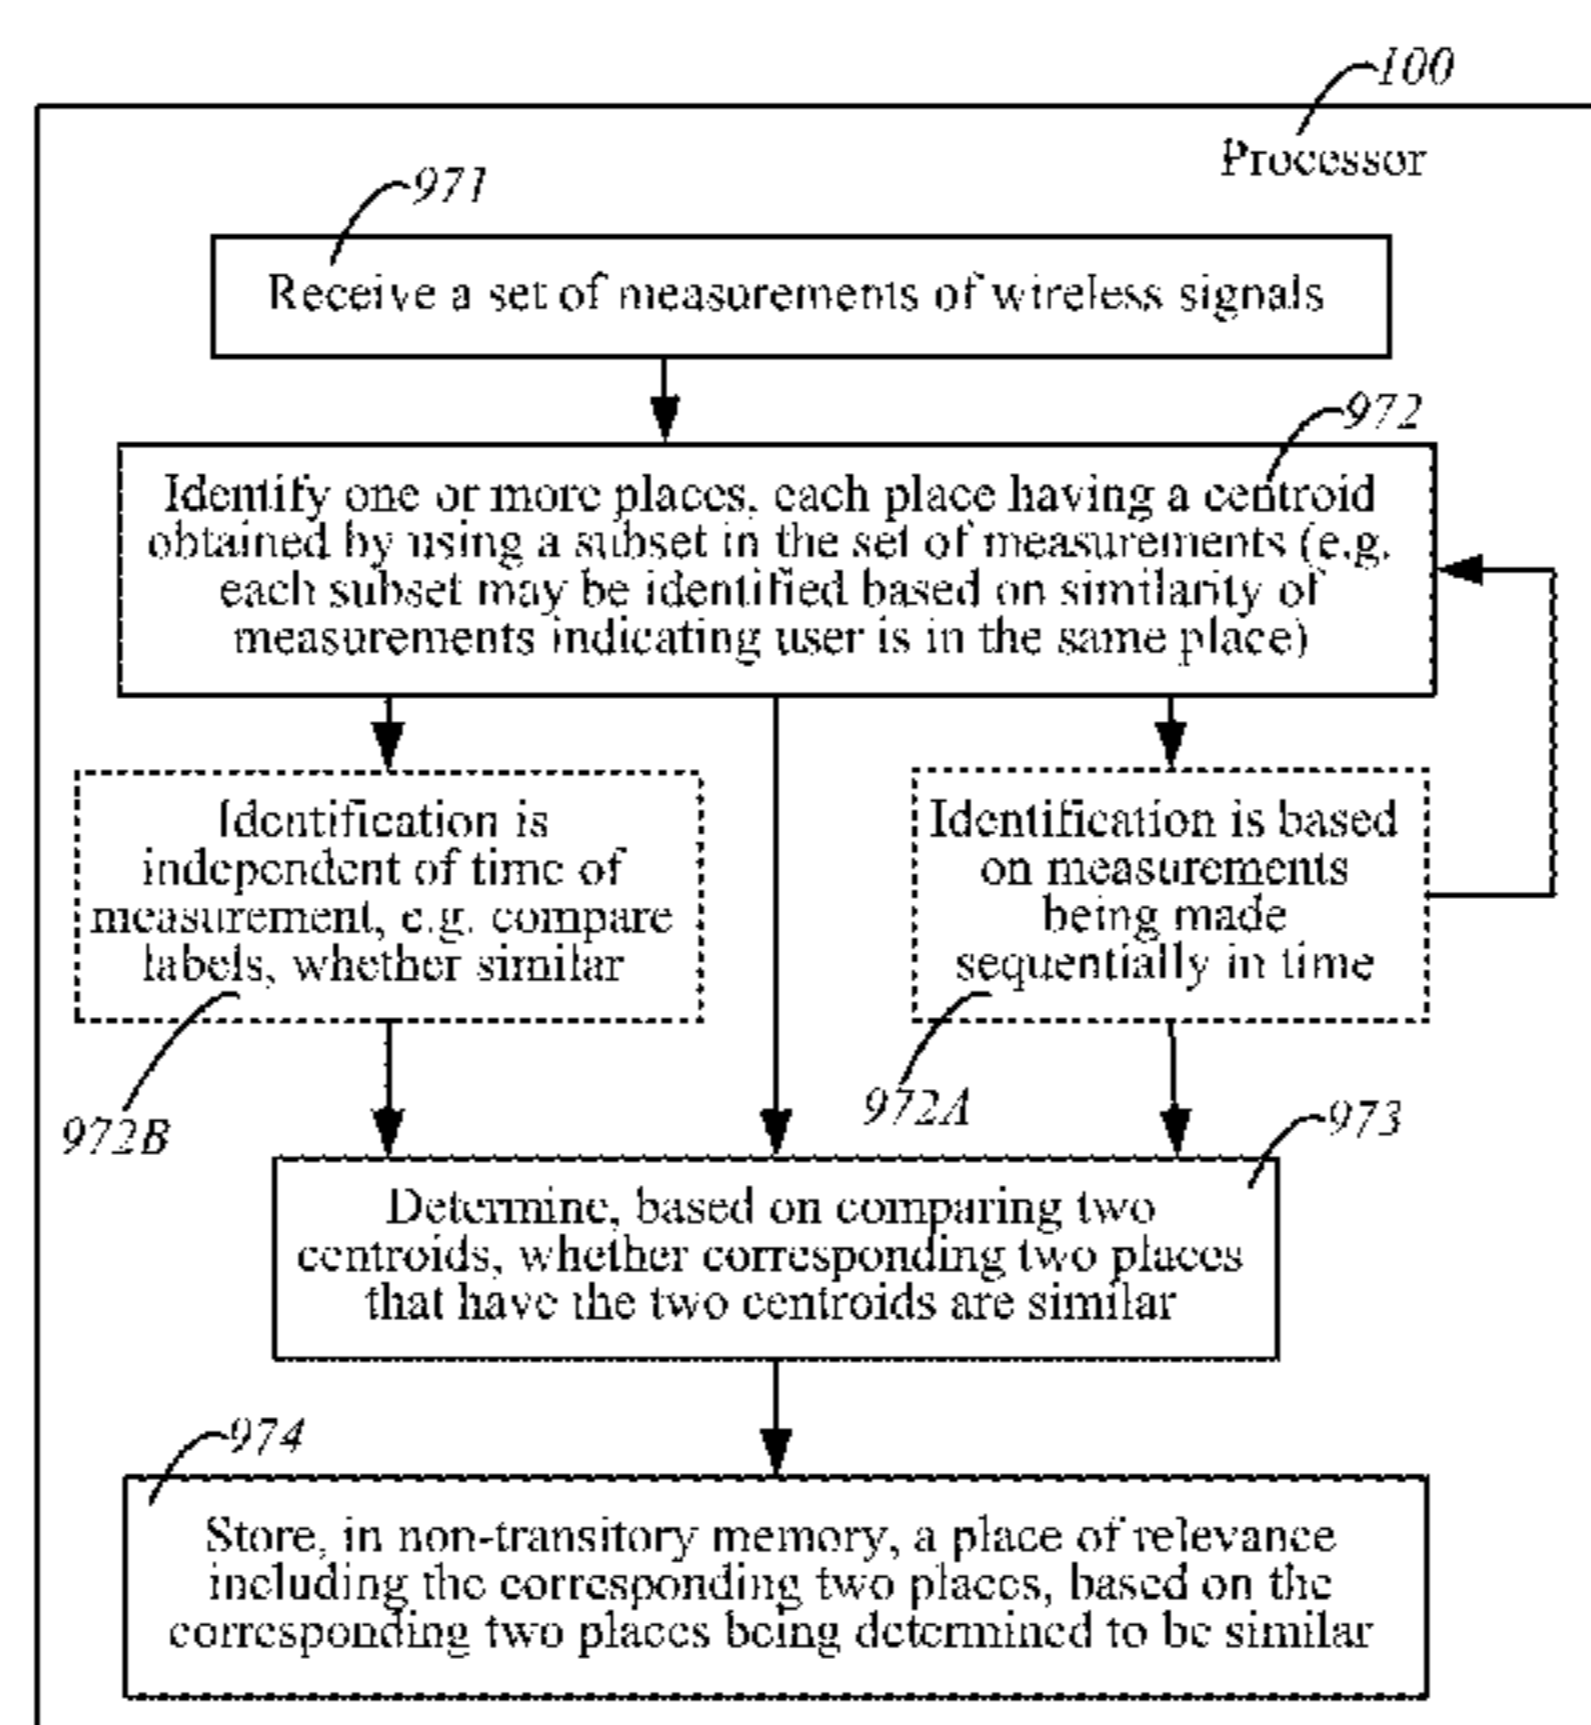 100
Processor
971
Receive a set of measurements of wireless signals
972
Identify one or more places, each place having a centroid
obtained by using a subset in the set of measurements (e.g.
each subset may be identified based on similarity of
measurements indicating user is in the same place)
Identification is
independent of time of
measurement, e.g. compare
labels, whether similar
972B
Identification is based
on measurements
being made
sequentially in time
972A
973
Determine, based on comparing two
centroids, whether corresponding two places
that have the two centroids are similar
974
Store, in non-transitory memory, a place of relevance
including the corresponding two places, based on the
corresponding two places being determined to be similar